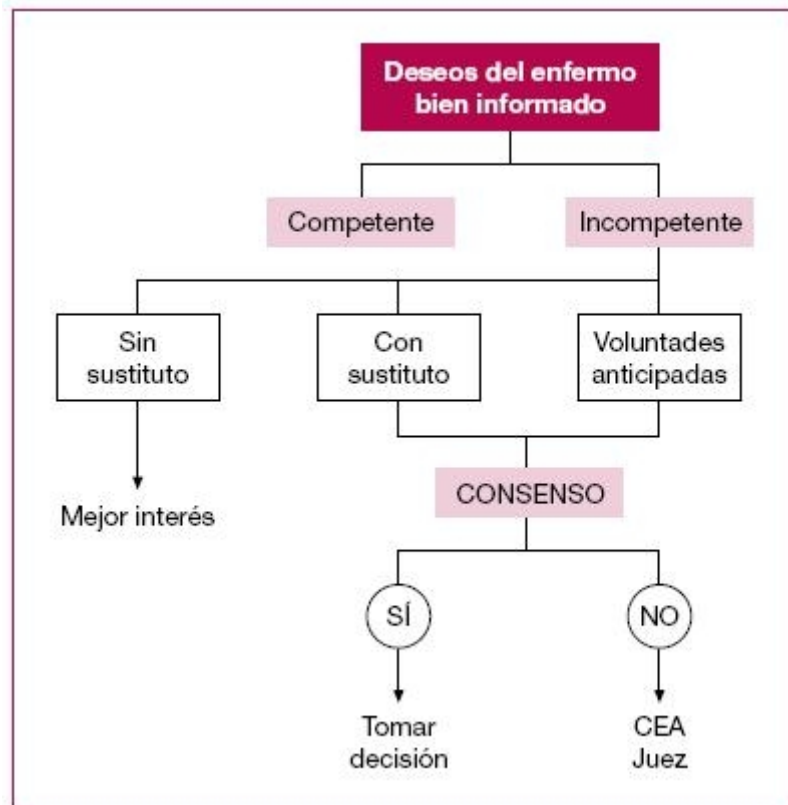 Deseos del enfermo
bien informado
Competente
Incompetente
Sin
sustituto
Con
sustituto
Voluntades
anticipadas
Mejor interés
CONSENSO
SÍ
NO
Tomar
decisión
CEA
Juez